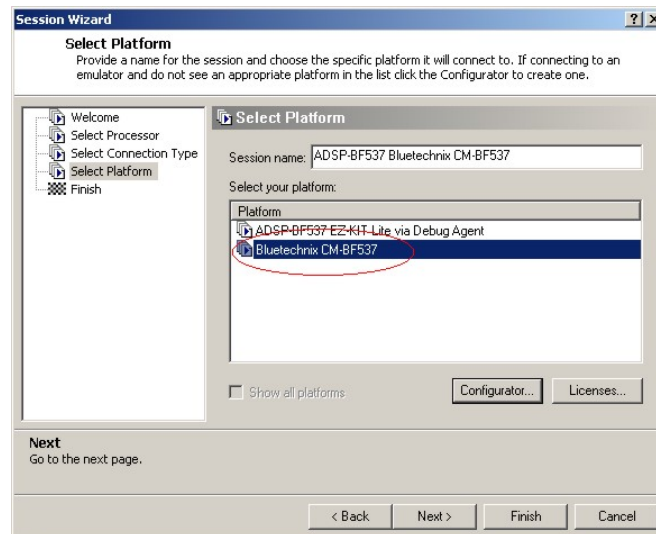 Session Wizard
Select Platform
Provide a name for the session and choose the specific platform it will connect to. If connecting to an
emulator and do not see an appropriate platform in the list click the Configurator to create one.
Welcome
Select Processor
Select Connection Type
Select Platform
Finish
Select Platform
Session name: ADSP-BF537 Bluetechnix CM-BF537
Select your platform:
Platform
ADSP-BF537 EZ-KIT Lite via Debug Agent
Bluetechnix CM-BF537
Show all platforms
Configurator...
Licenses...
Next
Go to the next page.
< Back
Next >
Finish
Cancel